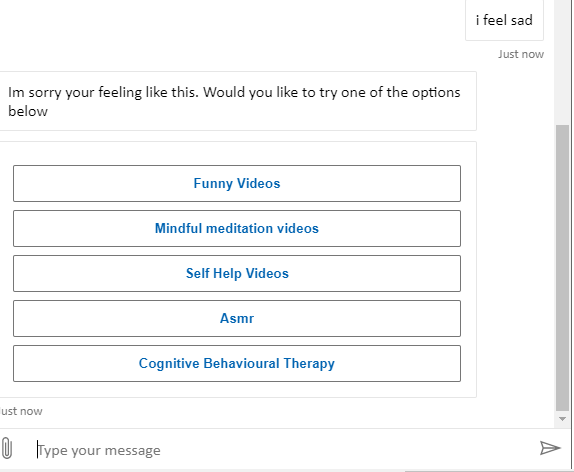 i feel sad
Just now
Im sorry your feeling like this. Would you like to try one of the options
below
Funny Videos
Mindful meditation videos
Self Help Videos
Asmr
Cognitive Behavioural Therapy
ust now
Type your message